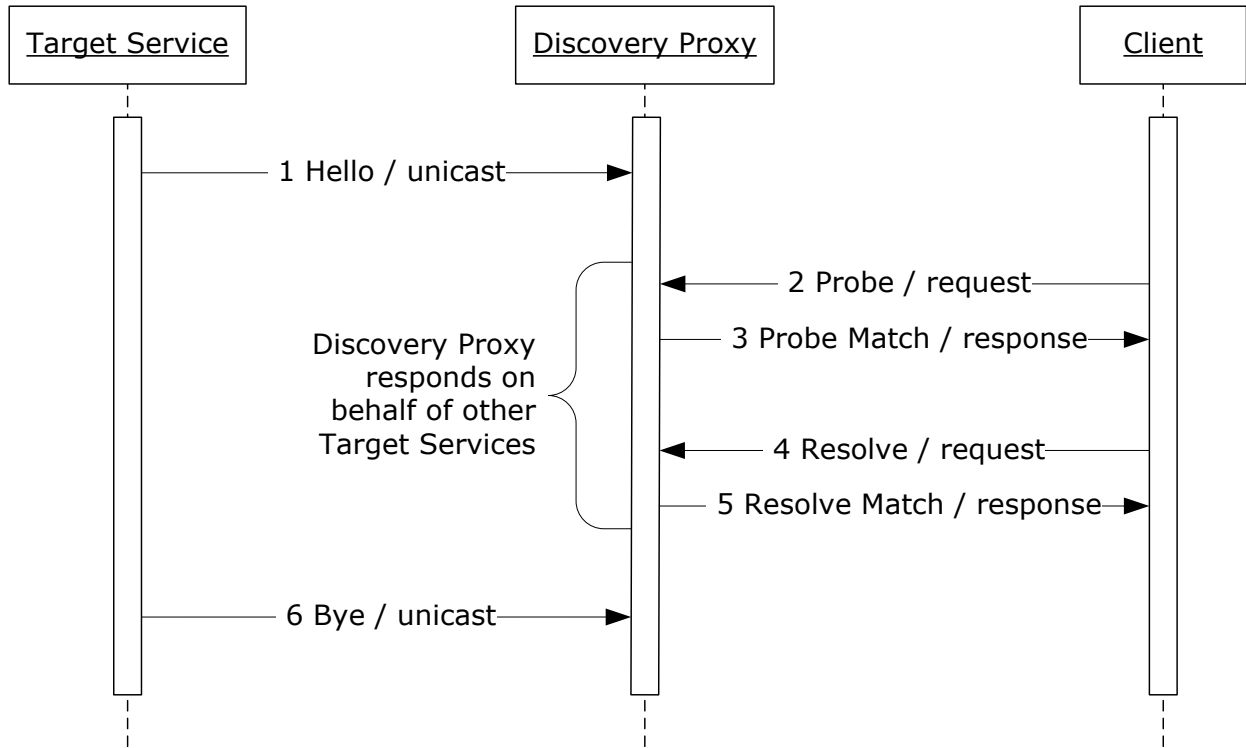 Target Service
Discovery Proxy
Client
1 Hello / unicast
2 Probe / request
3 Probe Match / response
Discovery Proxy
responds on
behalf of other
Target Services
4 Resolve / request
5 Resolve Match / response
6 Bye / unicast